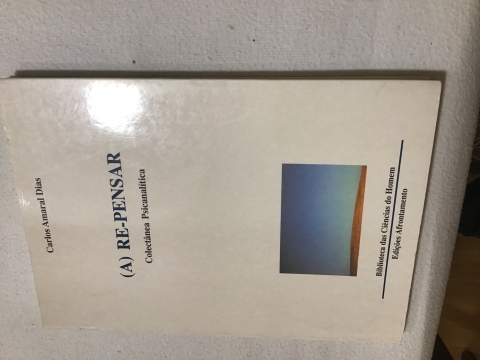 Carlos Amaral Dias
(A) RE-PENSAR
Colectânea Psicanalítica
Biblioteca das Ciências do Homem
Edições Afrontamento